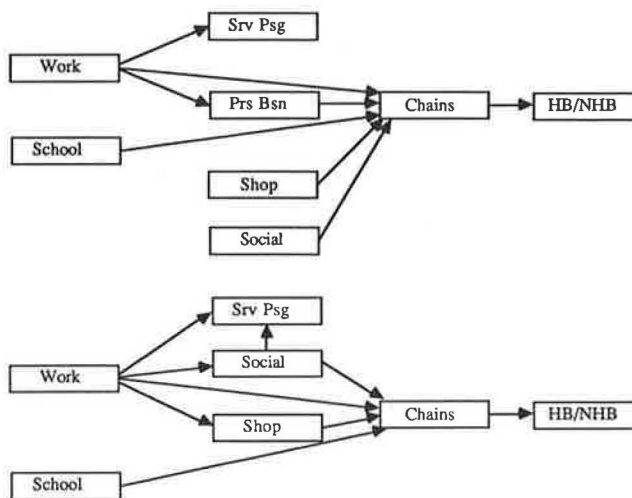 Srv Psg
Work
Prs Bsn
Chains
HB/NHB
School
Shop
Social
Srv Psg
Social
Work
Chains
HB/NHB
Shop
School